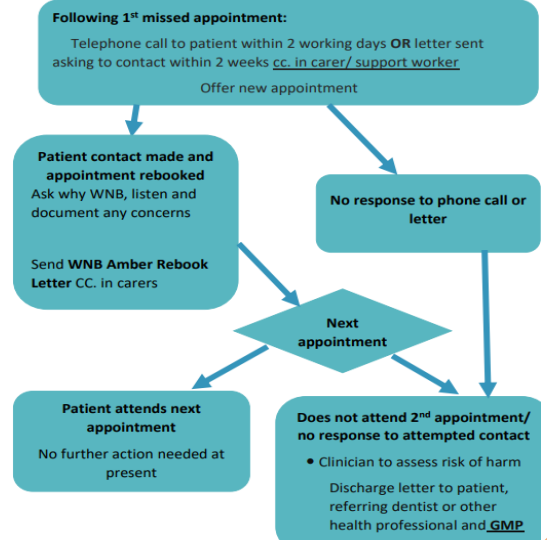 Following 1st missed appointment:
Telephone call to patient within 2 working days OR letter sent
asking to contact within 2 weeks cc. in carer/ support worker
Offer new appointment
Patient contact made and
appointment rebooked
Ask why WNB, listen and
document any concerns
Send WNB Amber Rebook
Letter CC. in carers
No response to phone call or
letter
Next
appointment
Patient attends next
appointment
No further action needed at
present
Does not attend 2nd appointment/
no response to attempted contact
• Clinician to assess risk of harm
Discharge letter to patient,
referring dentist or other
health professional and GMP